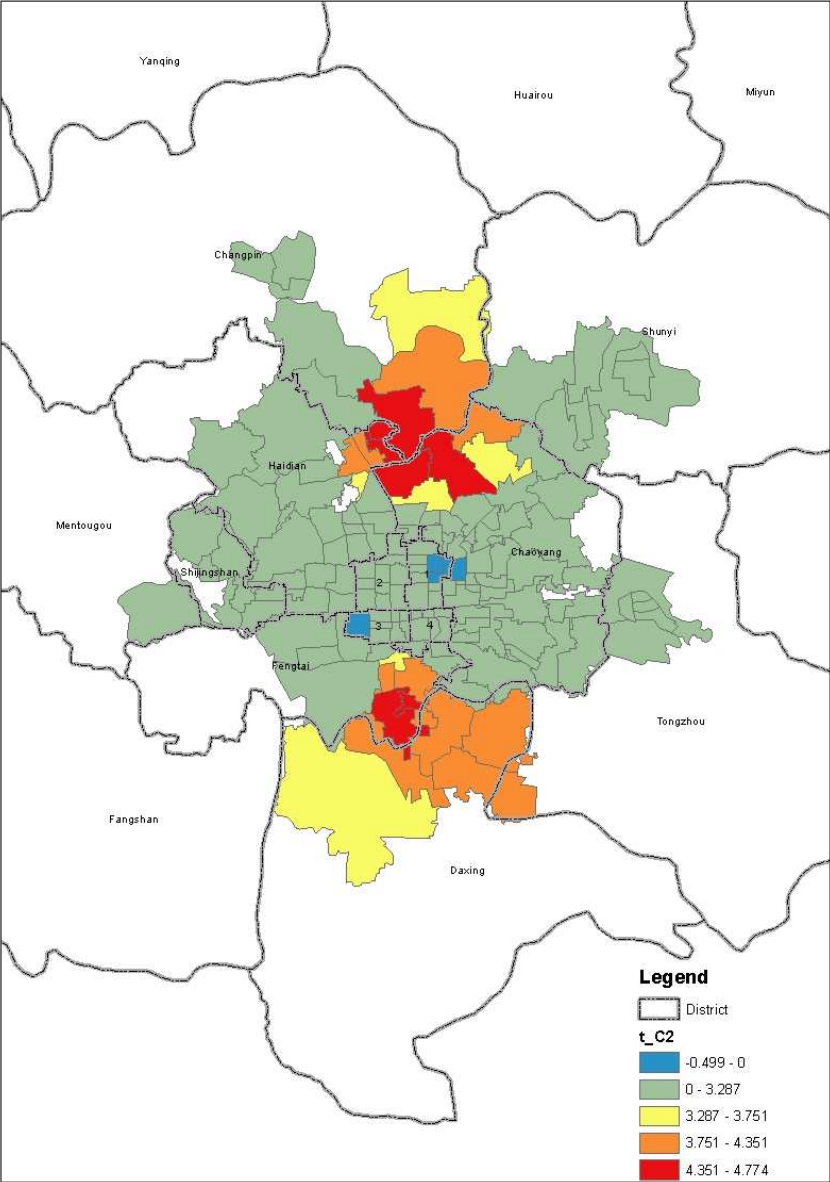 Yanqing
Huairou
Miyun
Changpin
Shunyi
Haidian
Mentougou
Chaoyang
Shijingshan
2
3
4
Fengtai
Tongzhou
Fangshan
Daxing
Legend
District
t_C2
-0.499 - 0
0 - 3.287
3.287 - 3.751
3.751 - 4.351
4.351 - 4.774